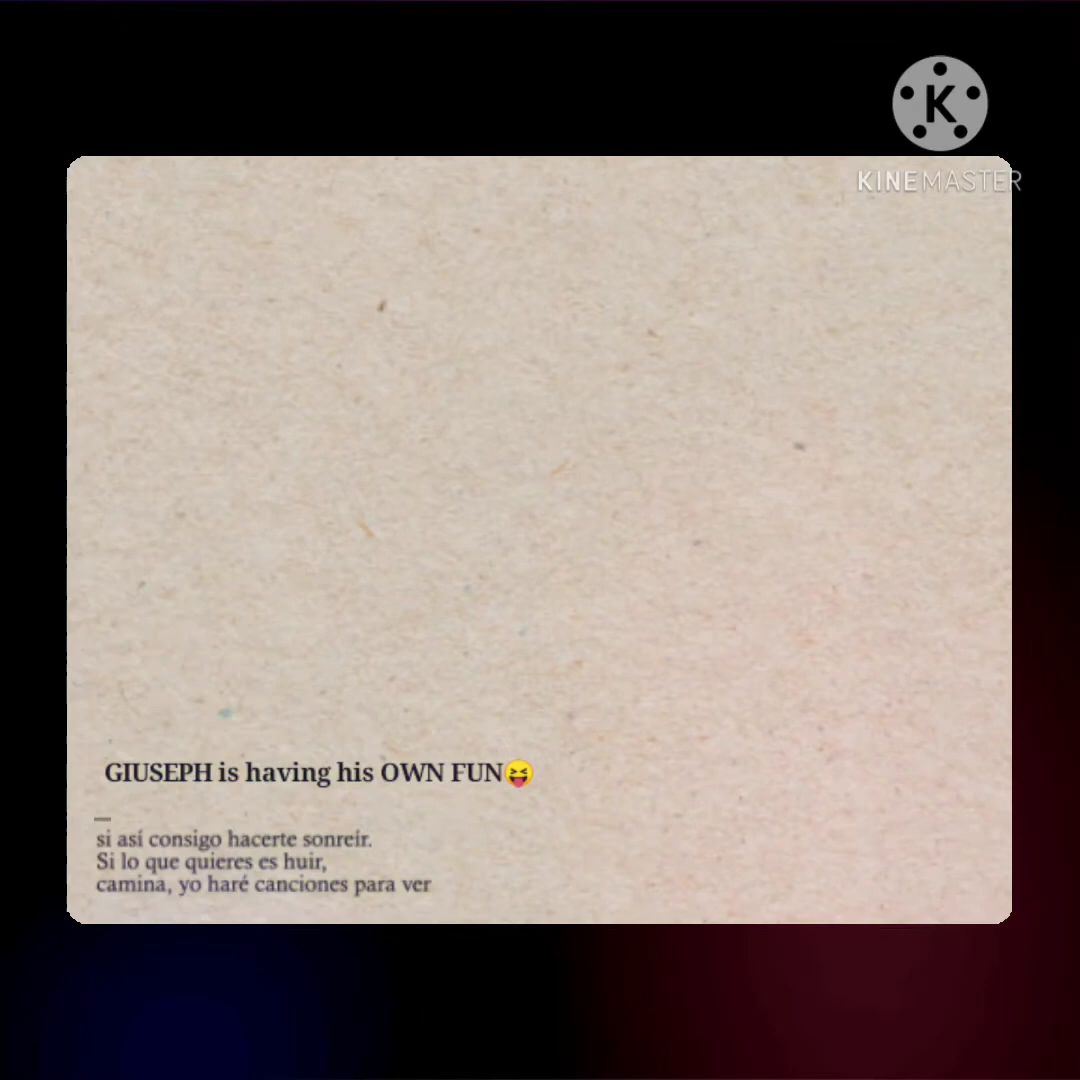 K
KINEMASTER
GIUSEPH is having his OWN FUN😝
si así consigo hacerte sonreír.
Si lo que quieres es huir,
camina, yo haré canciones para ver